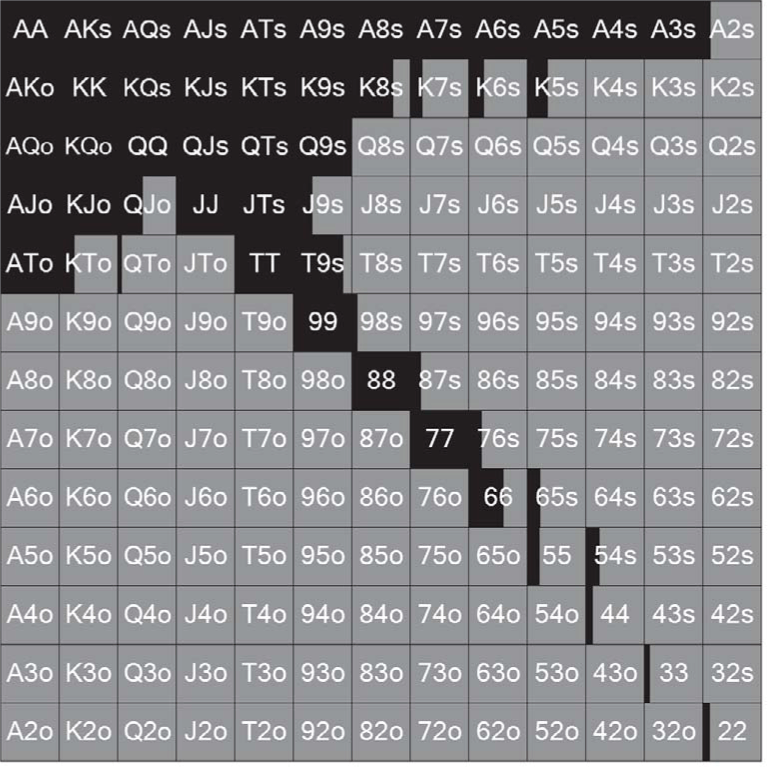 AA AKs AQs AJs ATs A9s A8s A7s A6s A5s A4s A3s A2s
AKo KK KQs KJs KTs K9s K8s K7s K6s K5s K4s K3s K2s
AQo KQo QQ QJs QTs Q9s Q8s Q7s Q6s Q5s Q4s Q3s Q2s
AJo KJo QJo JJ JTs J9s J8s J7s J6s J5s J4s J3s J2s
ATo KTo QTo JTo TT T9s T8s T7s T6s T5s T4s T3s T2s
A9o K9o Q9o J9o T9o 99 98s 97s 96s 95s 94s 93s 92s
A8o K8o Q8o J8o T8o 98o 88 87s 86s 85s 84s 83s 82s
A7o K7o Q7o J7o T7o 97o 87o 77 76s 75s 74s 73s 72s
A6o K6o Q6o J6o T6o 96o 86o 76o 66 65s 64s 63s 62s
A5o K5o Q5o J5o T5o 95o 85o 75o 65o 55 54s 53s 52s
A4o K4o Q4o J4o T4o 94o 84o 74o 64o 54o 44 43s 42s
A3o K3o Q3o J3o T3o 93o 83o 73o 63o 53o 43o 33 32s
A2o K2o Q2o J2o T2o 92o 82o 72o 62o 52o 42o 32o 22